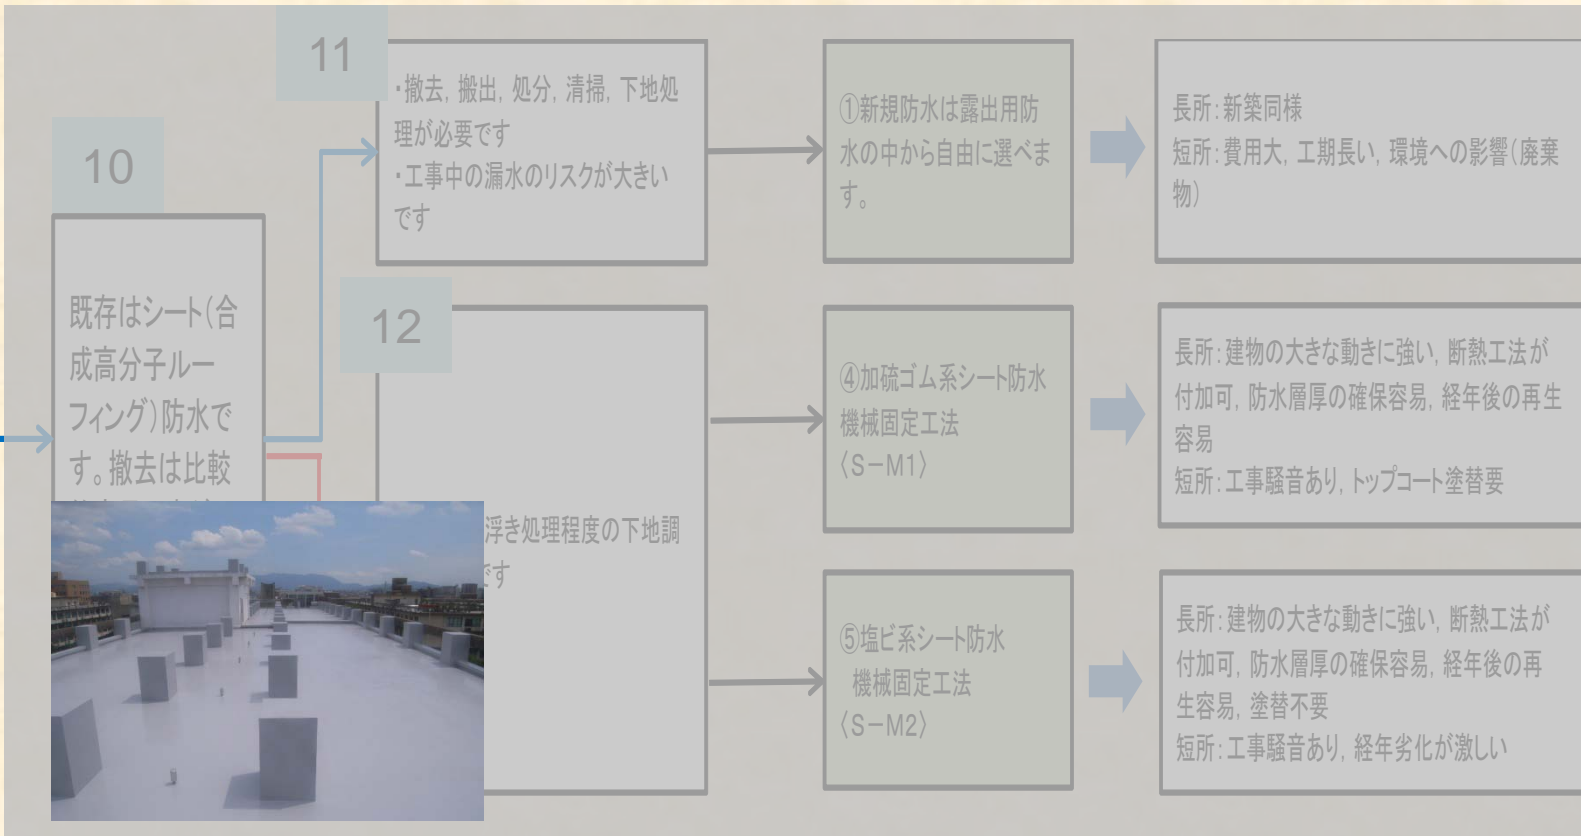 10
既存はシート（合
成高分子ルー
フィング）防水で
す。撤去は比較
11
・撤去，搬出，処分，清掃，下地処
理が必要です
・工事中の漏水のリスクが大きい
です
①新規防水は露出用防
水の中から自由に選べま
す。
長所：新築同様
短所：費用大，工期長い，環境への影響（廃棄
物）
12
浮き処理程度の下地調
です
④加硫ゴム系シート防水
機械固定工法
〈S－M1〉
長所：建物の大きな動きに強い，断熱工法が
付加可，防水層厚の確保容易，経年後の再生
容易
短所：工事騒音あり，トップコート塗替要
⑤塩ビ系シート防水
機械固定工法
〈S－M2〉
長所：建物の大きな動きに強い，断熱工法が
付加可，防水層厚の確保容易，経年後の再
生容易，塗替不要
短所：工事騒音あり，経年劣化が激しい